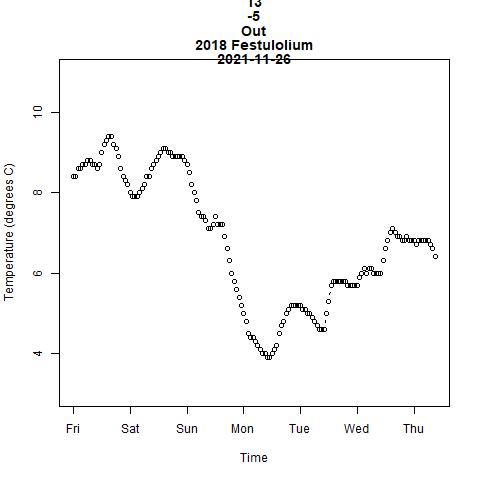 13
-5
Out
2018 Festulolium
2021-11-26
Temperature (degrees C)
10
8
6
4
Fri Sat Sun Mon Tue Wed Thu
Time